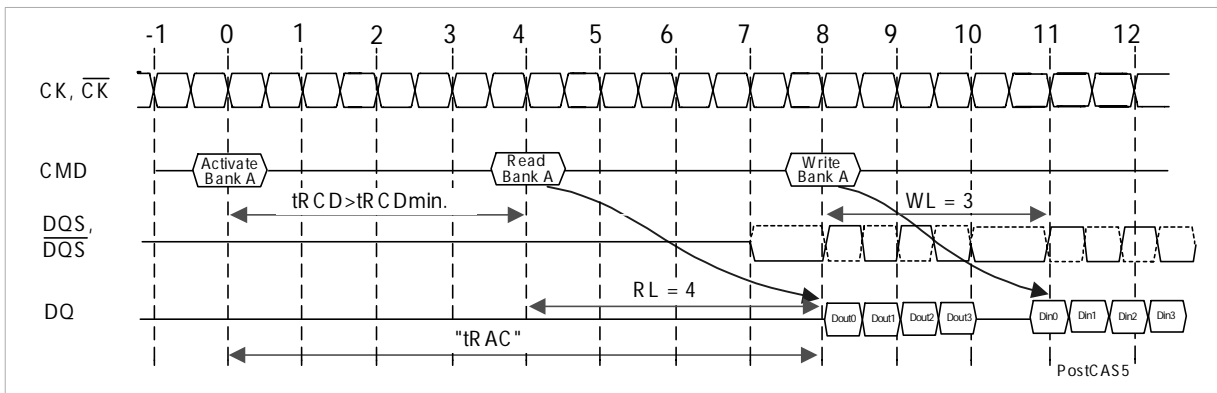 -1 0 1 2 3 4 5 6 7 8 9 10 11 12
CK, CK
CMD
Activate
Bank A
Read
Bank A
Write
Bank A
tRCD>tRCDmin.
WL = 3
DQS,
DQS
RL = 4
DQ
Dout0 Dout1 Dout2 Dout3 Din0 Din1 Din2 Din3
"tRAC"
PostCAS5